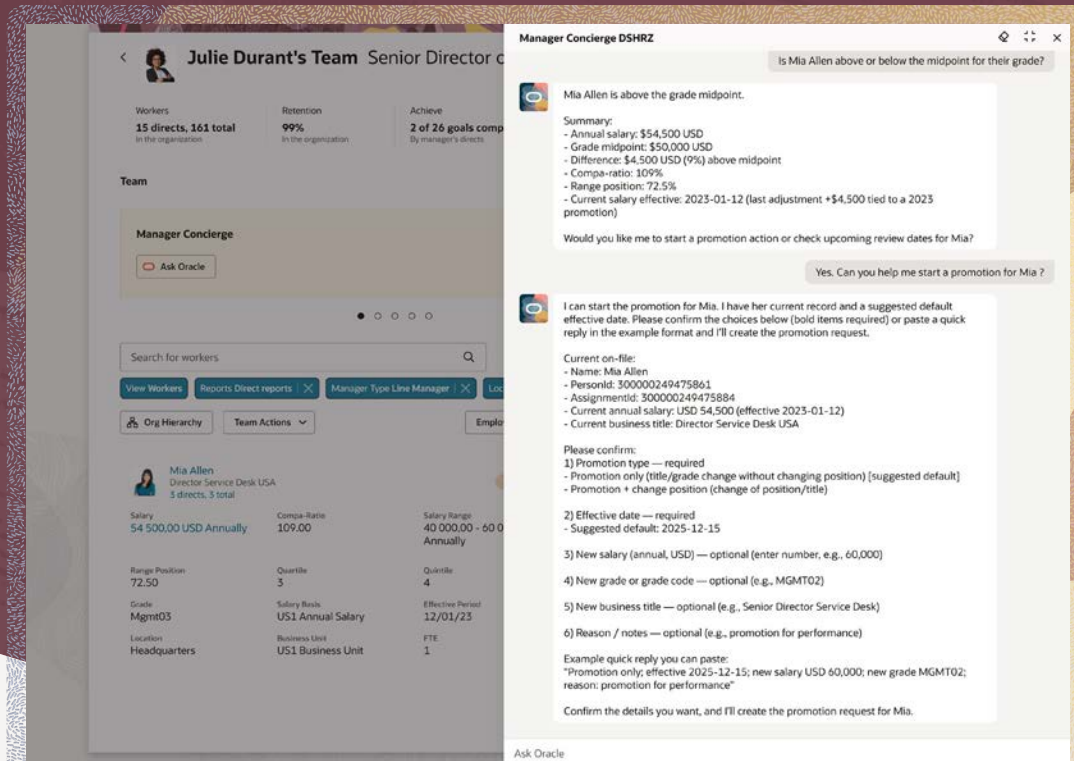 Julie Durant's Team Senior Director
Workers
15 directs, 161 total
In the organization
Retention
99%
In the organization
Achieve
2 of 26 goals comp
By manager's directs
Team
Manager Concierge
Ask Oracle
Search for workers
View Workers
Reports Direct reports
Manager Type Line Manager
Loc
Org Hierarchy
Team Actions
Emplo
Mia Allen
Director Service Desk USA
3 directs, 3 total
Salary
54 500,00 USD Annually
Compa-Ratio
109.00
Salary Range
40 000,00 - 60 0
Annually
Range Position
72.50
Quartile
3
Quintile
4
Grade
Mgmt03
Salary Basis
US1 Annual Salary
Effective Period
12/01/23
Location
Headquarters
Business Unit
US1 Business Unit
FTE
1
Manager Concierge DSHRZ
Is Mia Allen above or below the midpoint for their grade?
Mia Allen is above the grade midpoint.
Summary:
- Annual salary: $54,500 USD
- Grade midpoint: $50,000 USD
- Difference: $4,500 USD (9%) above midpoint
- Compa-ratio: 109%
- Range position: 72.5%
- Current salary effective: 2023-01-12 (last adjustment +$4,500 tied to a 2023
promotion)
Would you like me to start a promotion action or check upcoming review dates for Mia?
Yes. Can you help me start a promotion for Mia ?
I can start the promotion for Mia. I have her current record and a suggested default
effective date. Please confirm the choices below (bold items required) or paste a quick
reply in the example format and I'll create the promotion request.
Current on-file:
- Name: Mia Allen
- PersonId: 300000249475861
- AssignmentId: 300000249475884
- Current annual salary: USD 54,500 (effective 2023-01-12)
- Current business title: Director Service Desk USA
Please confirm:
1) Promotion type — required
- Promotion only (title/grade change without changing position) [suggested default]
- Promotion + change position (change of position/title)
2) Effective date — required
- Suggested default: 2025-12-15
3) New salary (annual, USD) — optional (enter number, e.g., 60,000)
4) New grade or grade code — optional (e.g., MGMT02)
5) New business title — optional (e.g., Senior Director Service Desk)
6) Reason / notes — optional (e.g., promotion for performance)
Example quick reply you can paste:
"Promotion only; effective 2025-12-15; new salary USD 60,000; new grade MGMT02;
reason: promotion for performance"
Confirm the details you want, and I'll create the promotion request for Mia.
Ask Oracle